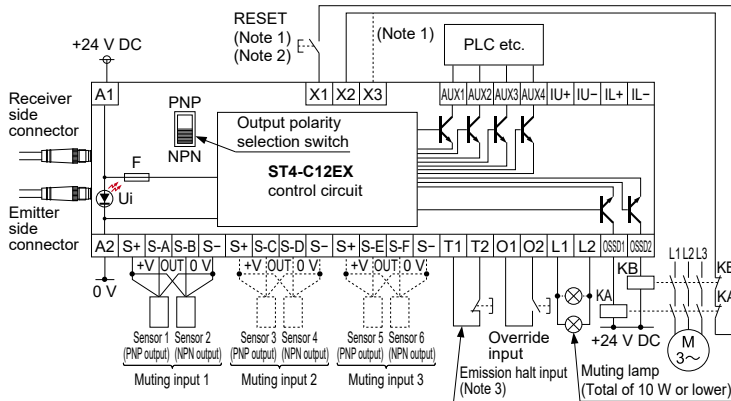 RESET
(Note 1)
(Note 2)
(Note 1)
PLC etc.
+24 V DC
A1
X1
X2
X3
AUX1
AUX2
AUX3
AUX4
IU+
IU−
IL+
IL−
Receiver
side
connector
PNP
NPN
Output polarity
selection switch
F
ST4-C12EX
control circuit
Ui
Emitter
side
connector
OSSD1
OSSD2
A2
S+
S-A
S-B
S−
S+
S-C
S-D
S−
S+
S-E
S-F
S−
T1
T2
O1
O2
L1
L2
0 V
+V
OUT
0 V
+V
OUT
0 V
+V
OUT
0 V
KB
KA
+24 V DC
L1
L2
L3
KB
KA
M
3~
Sensor 1
(PNP output)
Sensor 2
(NPN output)
Muting input 1
Sensor 3
(PNP output)
Sensor 4
(NPN output)
Muting input 2
Sensor 5
(PNP output)
Sensor 6
(NPN output)
Muting input 3
Override
input
Emission halt input
(Note 3)
Muting lamp
(Total of 10 W or lower)